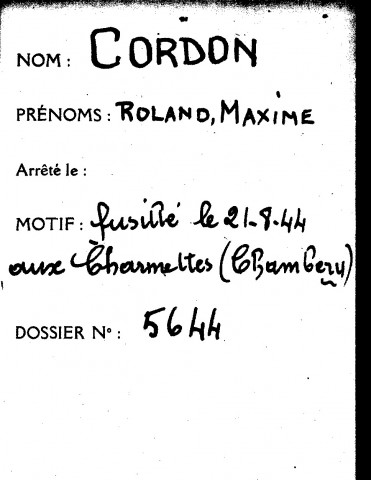 NOM : CORDON
PRÉNOMS : ROLAND, MAXIME
Arrêté le :
MOTIF : fusillé le 21-8-44
aux Charmettes (Chambery)
DOSSIER N° : 5644